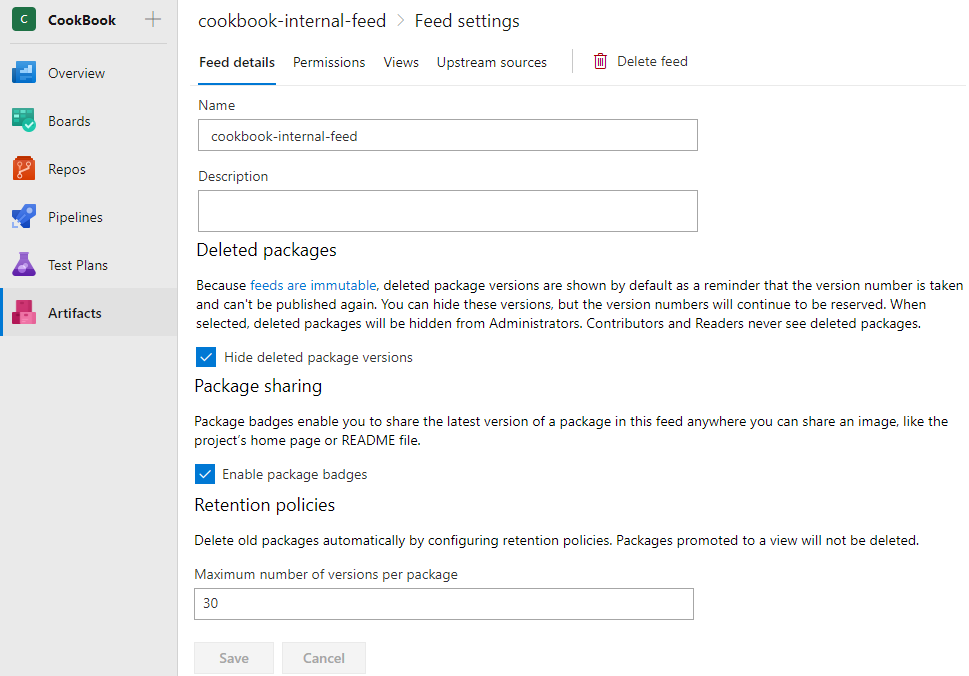 C CookBook +
Overview
Boards
Repos
Pipelines
Test Plans
Artifacts
cookbook-internal-feed > Feed settings
Feed details Permissions Views Upstream sources Delete feed
Name
cookbook-internal-feed
Description
Deleted packages
Because feeds are immutable, deleted package versions are shown by default as a reminder that the version number is taken
and can't be published again. You can hide these versions, but the version numbers will continue to be reserved. When
selected, deleted packages will be hidden from Administrators. Contributors and Readers never see deleted packages.
Hide deleted package versions
Package sharing
Package badges enable you to share the latest version of a package in this feed anywhere you can share an image, like the
project's home page or README file.
Enable package badges
Retention policies
Delete old packages automatically by configuring retention policies. Packages promoted to a view will not be deleted.
Maximum number of versions per package
30
Save Cancel